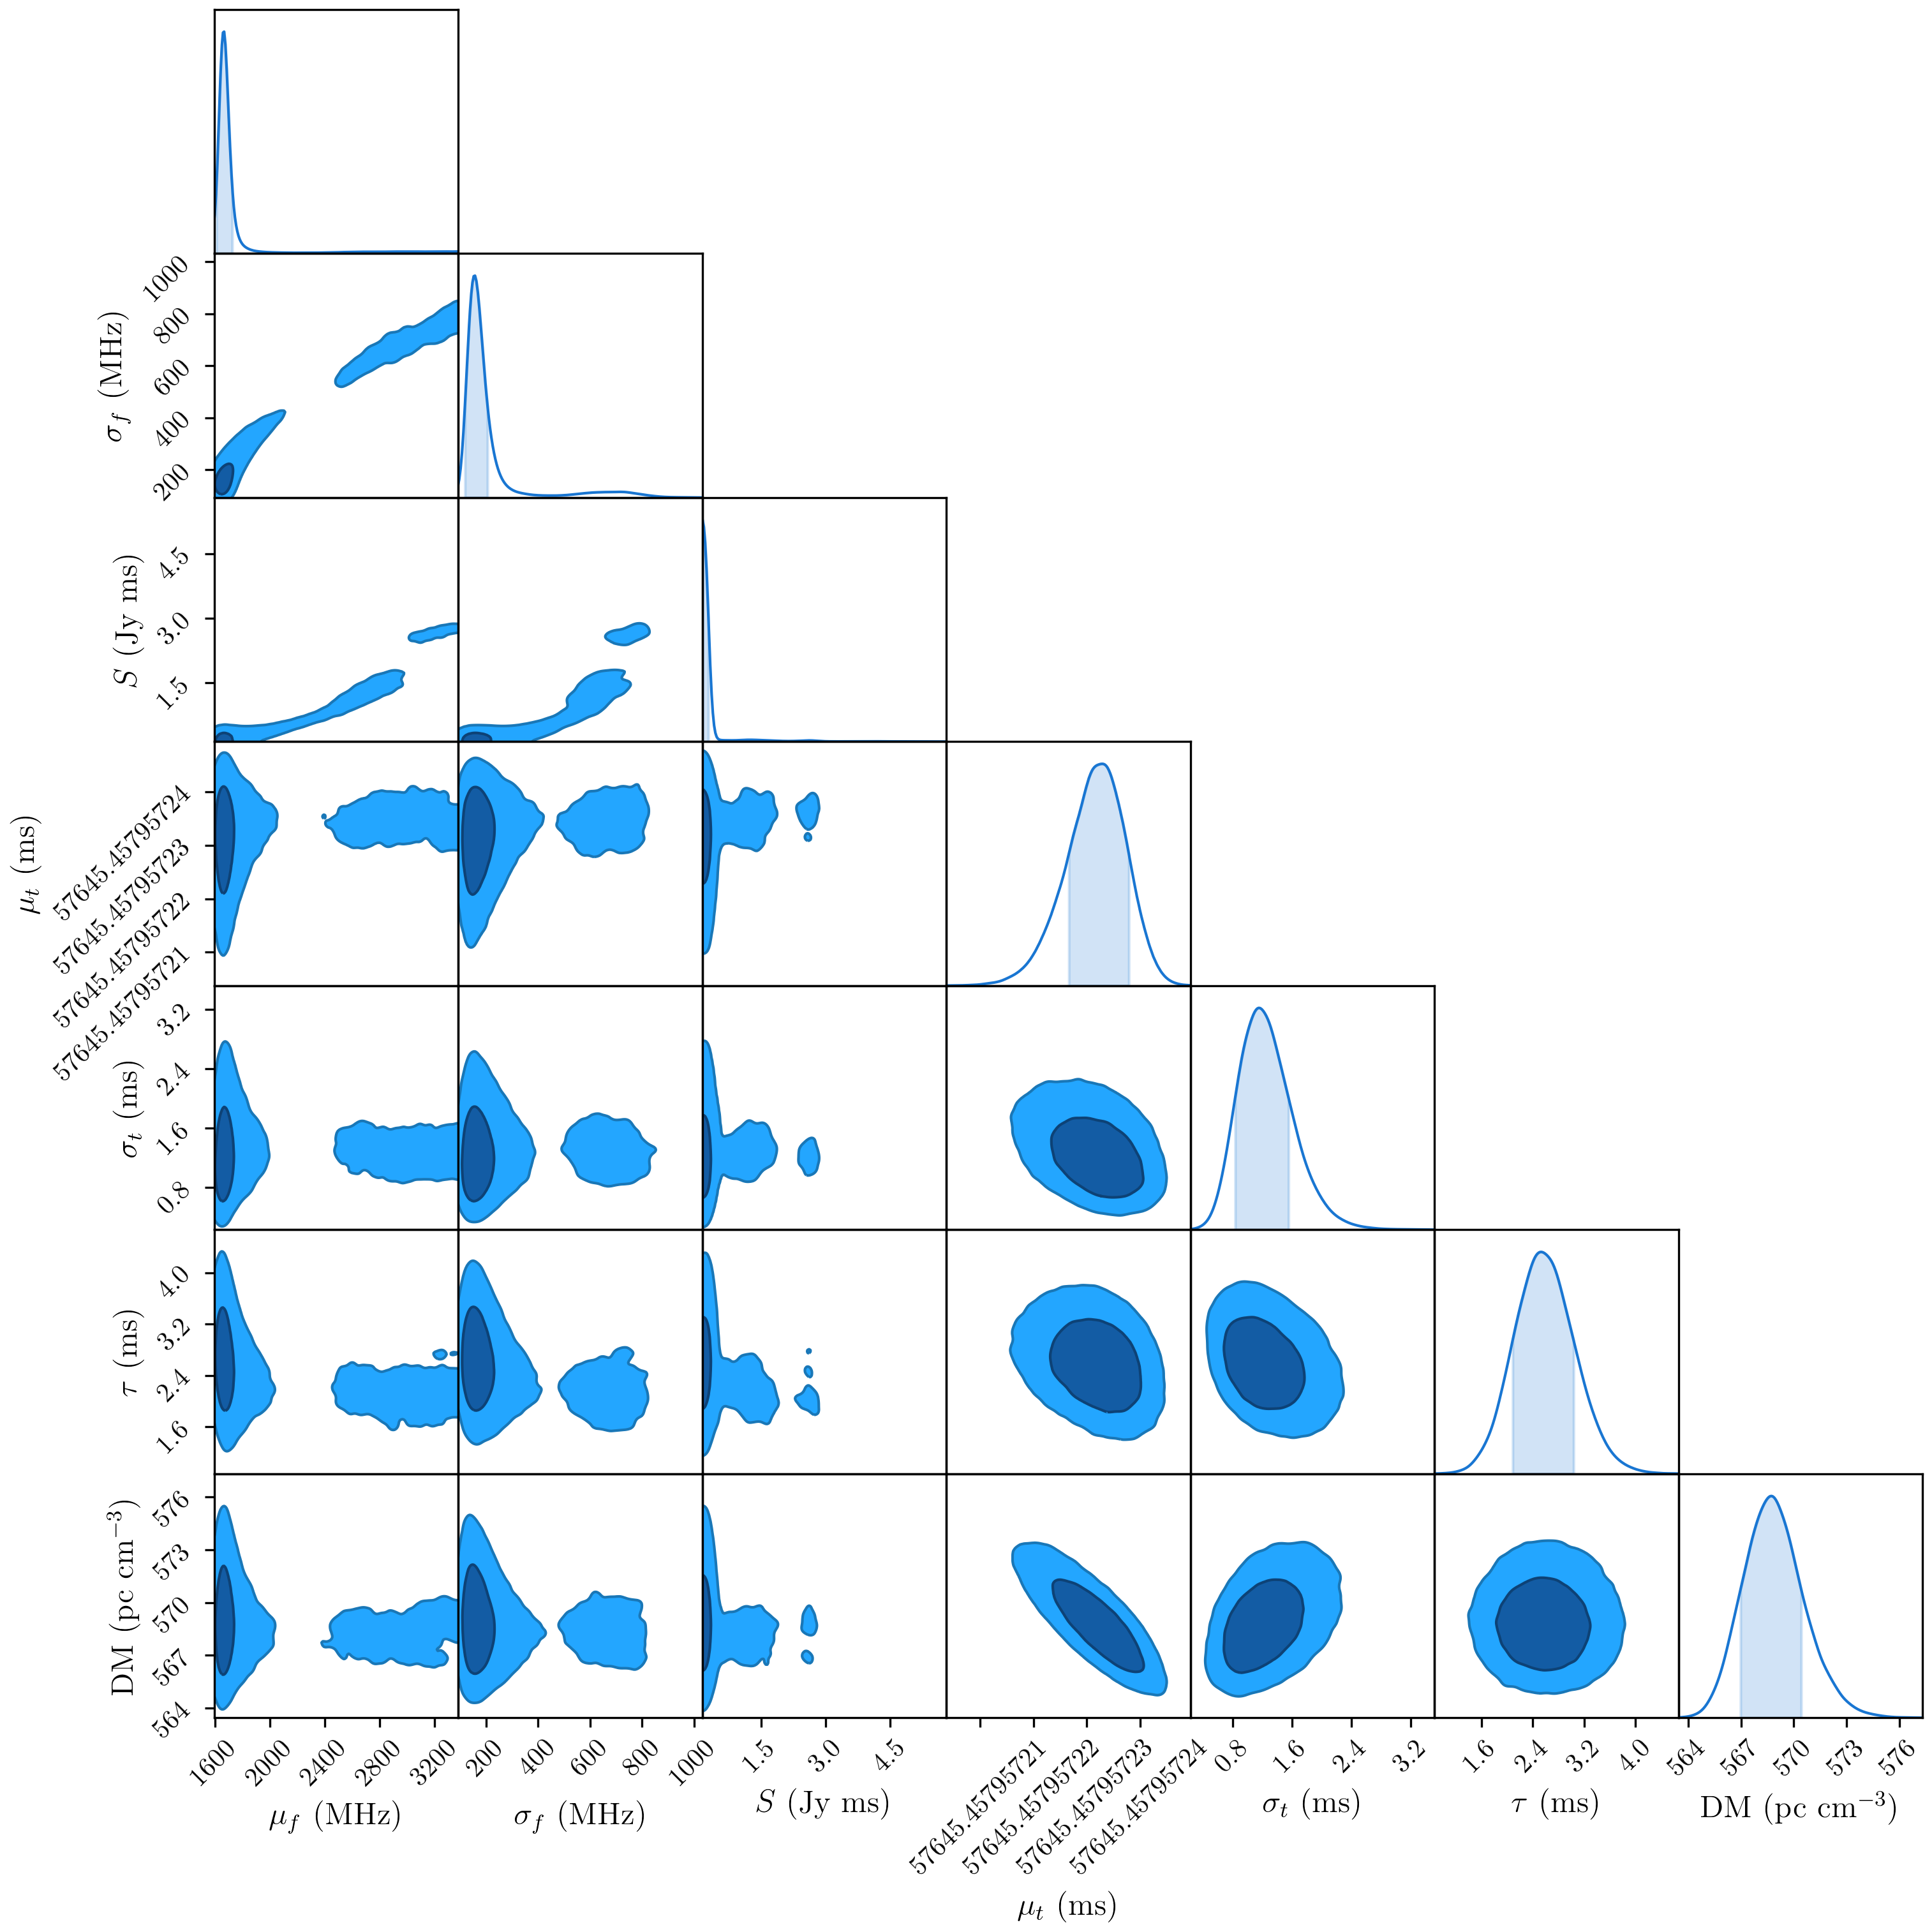 σ_f (MHz)
1000
800
600
400
200
S (Jy ms)
4.5
3.0
1.5
μ_t (ms)
57645.45795724
57645.45795723
57645.45795722
57645.45795721
σ_t (ms)
3.2
2.4
1.6
0.8
τ (ms)
4.0
3.2
2.4
1.6
DM (pc cm⁻³)
576
573
570
567
564
1600 2000 2400 2800 3200
μ_f (MHz)
200 400 600 800 1000
σ_f (MHz)
1.5 3.0 4.5
S (Jy ms)
57645.45795721 57645.45795722 57645.45795723 57645.45795724
μ_t (ms)
0.8 1.6 2.4 3.2
σ_t (ms)
1.6 2.4 3.2 4.0
τ (ms)
564 567 570 573 576
DM (pc cm⁻³)